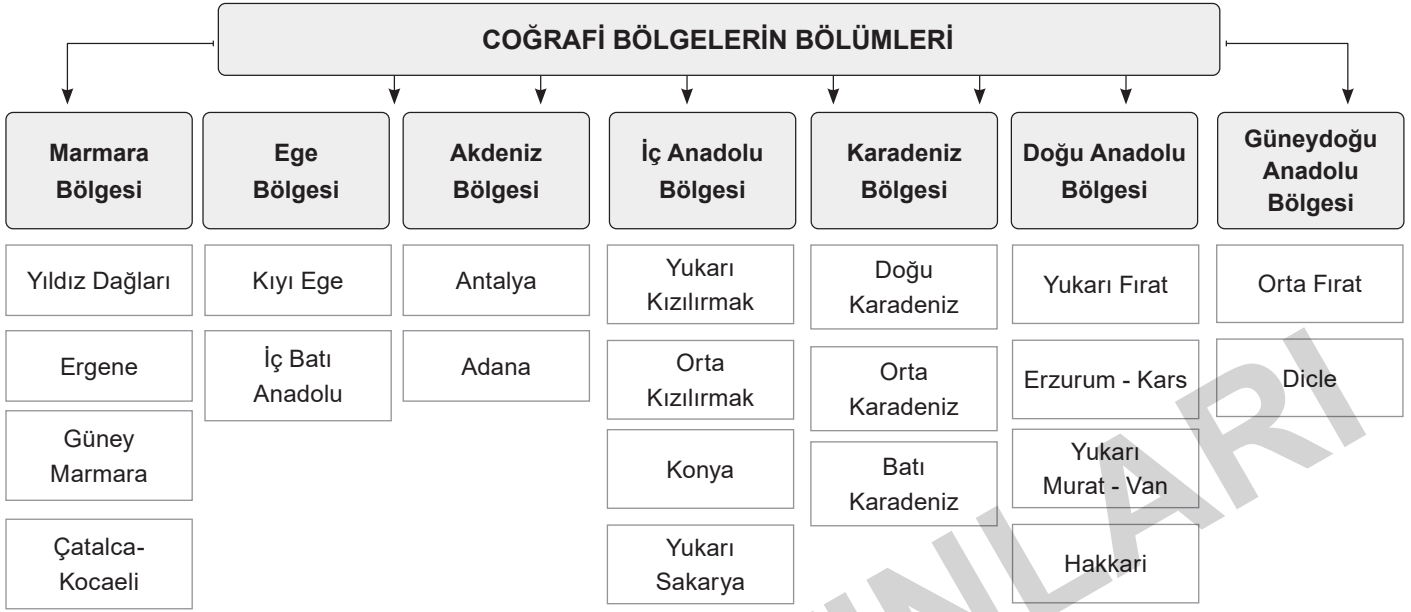 COĞRAFİ BÖLGELERİN BÖLÜMLERİ
Marmara
Bölgesi
Ege
Bölgesi
Akdeniz
Bölgesi
İç Anadolu
Bölgesi
Karadeniz
Bölgesi
Doğu Anadolu
Bölgesi
Güneydoğu
Anadolu
Bölgesi
Yıldız Dağları
Ergene
Güney
Marmara
Çatalca-
Kocaeli
Kıyı Ege
İç Batı
Anadolu
Antalya
Adana
Yukarı
Kızılırmak
Orta
Kızılırmak
Konya
Yukarı
Sakarya
Doğu
Karadeniz
Orta
Karadeniz
Batı
Karadeniz
Yukarı Fırat
Erzurum - Kars
Yukarı
Murat - Van
Hakkari
Orta Fırat
Dicle